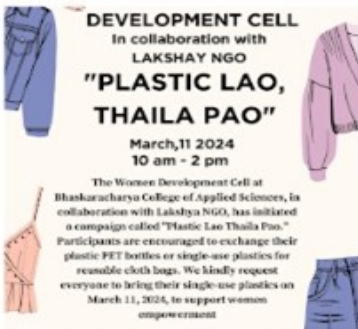 DEVELOPMENT CELL
In collaboration with
LAKSHAY NGO
"PLASTIC LAO,
THAILA PAO"
March,11 2024
10 am - 2 pm
The Women Development Cell at
Bhaskaracharya College of Applied Sciences, in
collaboration with Lakshya NGO, has initiated
a campaign called "Plastic Lao Thaila Pao."
Participants are encouraged to exchange their
plastic PET bottles or single-use plastics for
reusable cloth bags. We kindly request
everyone to bring their single-use plastics on
March 11, 2024, to support women
empowerment